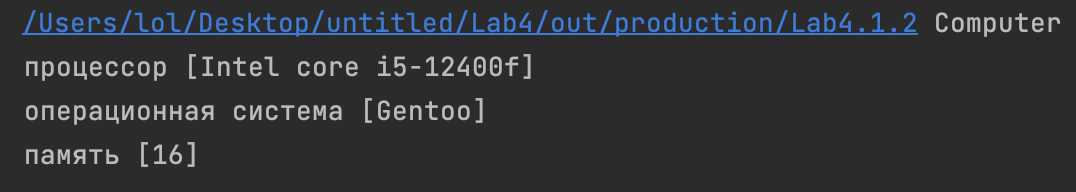 /Users/lol/Desktop/untitled/Lab4/out/production/Lab4.1.2 Computer
процессор [Intel core i5-12400f]
операционная система [Gentoo]
память [16]